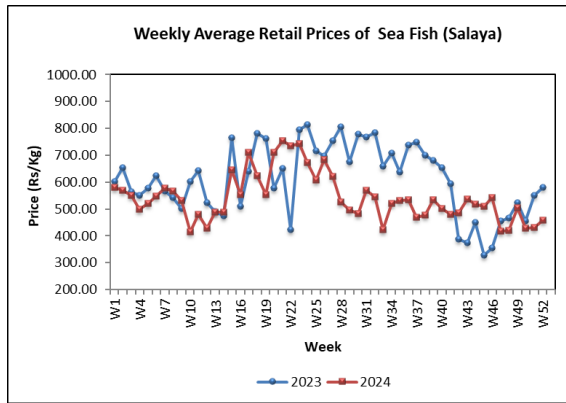 Weekly Average Retail Prices of Sea Fish (Salaya)
Price (Rs/Kg)
1000.00
900.00
800.00
700.00
600.00
500.00
400.00
300.00
200.00
W1
W4
W7
W10
W13
W16
W19
W22
W25
W28
W31
W34
W37
W40
W43
W46
W49
W52
Week
2023
2024